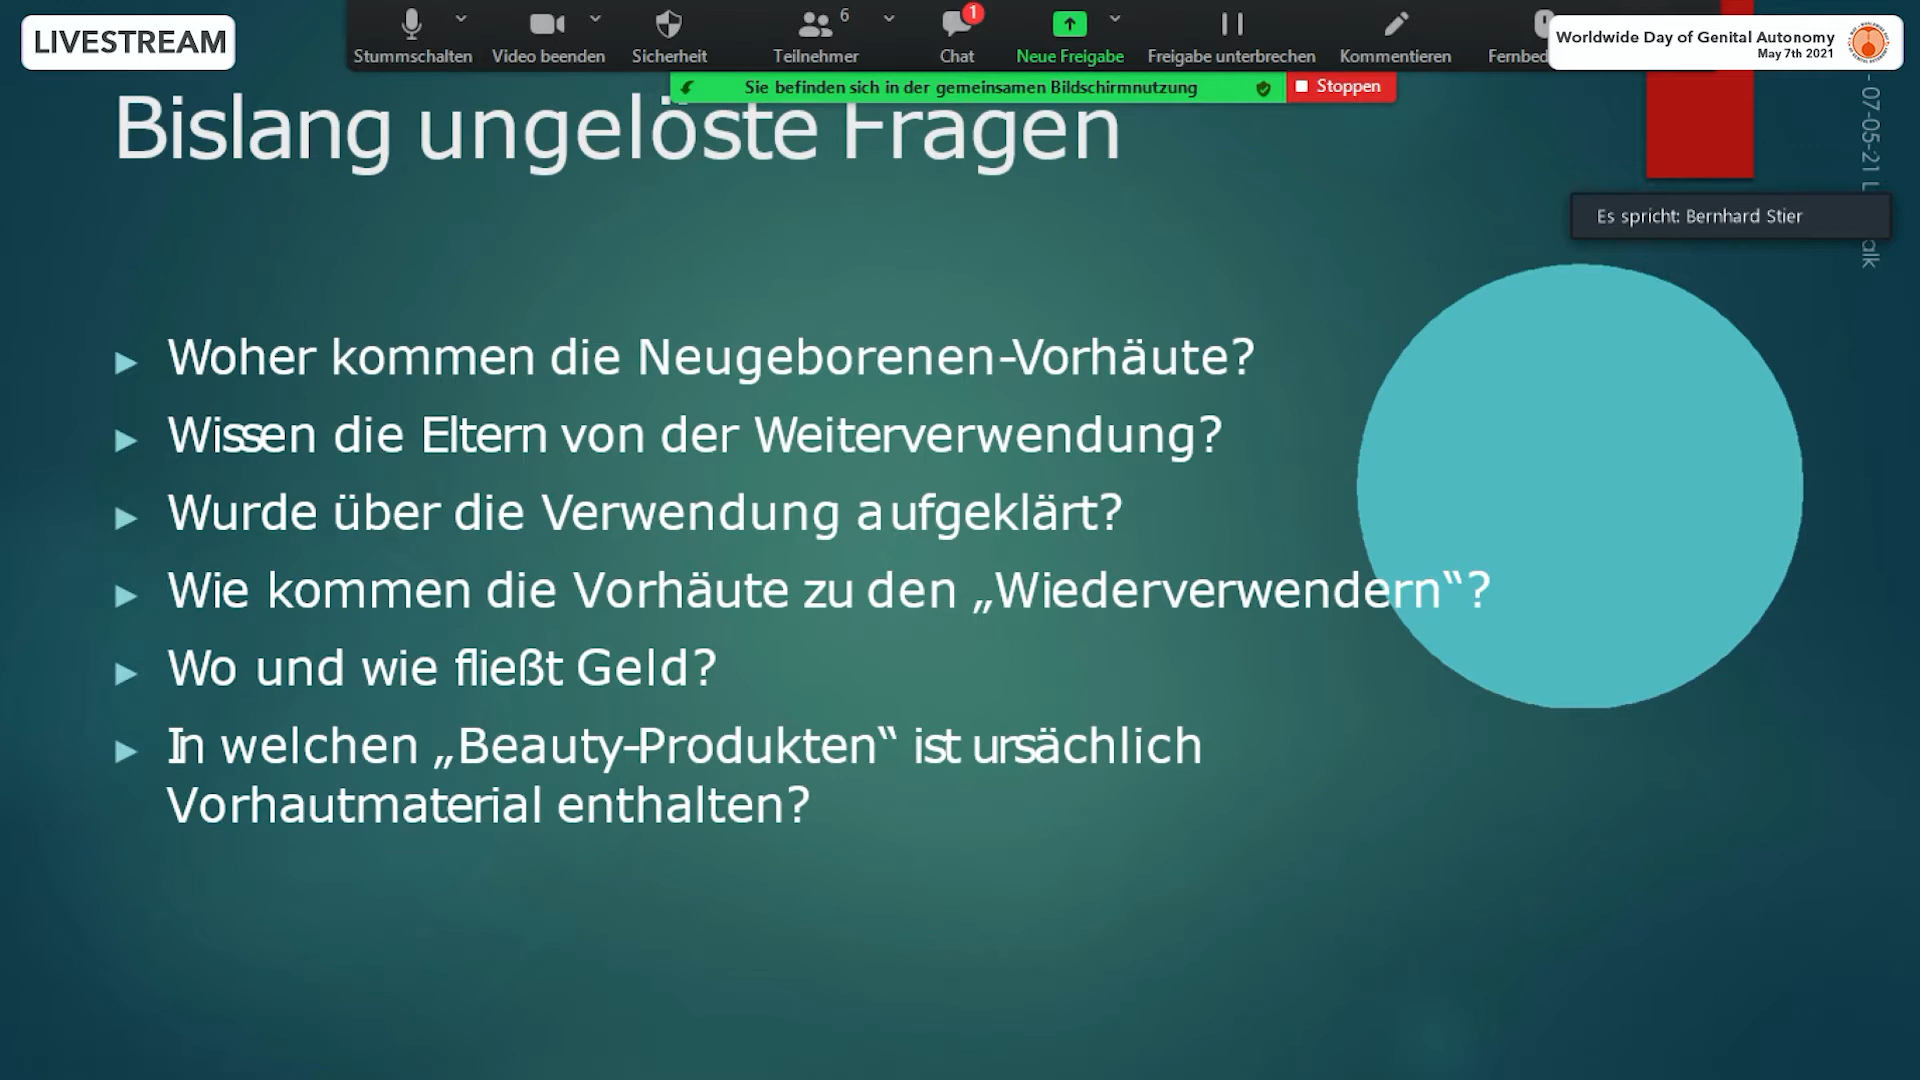 LIVESTREAM
Stummschalten
Video beenden
Sicherheit
6
Teilnehmer
1
Chat
Neue Freigabe
Freigabe unterbrechen
Kommentieren
Worldwide Day of Genital Autonomy
May 7th 2021
Sie befinden sich in der gemeinsamen Bildschirmnutzung
Stoppen
Bislang ungelöste Fragen
07-05-21
Es spricht: Bernhard Stier
Woher kommen die Neugeborenen-Vorhäute?
Wissen die Eltern von der Weiterverwendung?
Wurde über die Verwendung aufgeklärt?
Wie kommen die Vorhäute zu den „Wiederverwendern“?
Wo und wie fließt Geld?
In welchen „Beauty-Produkten“ ist ursächlich
Vorhautmaterial enthalten?